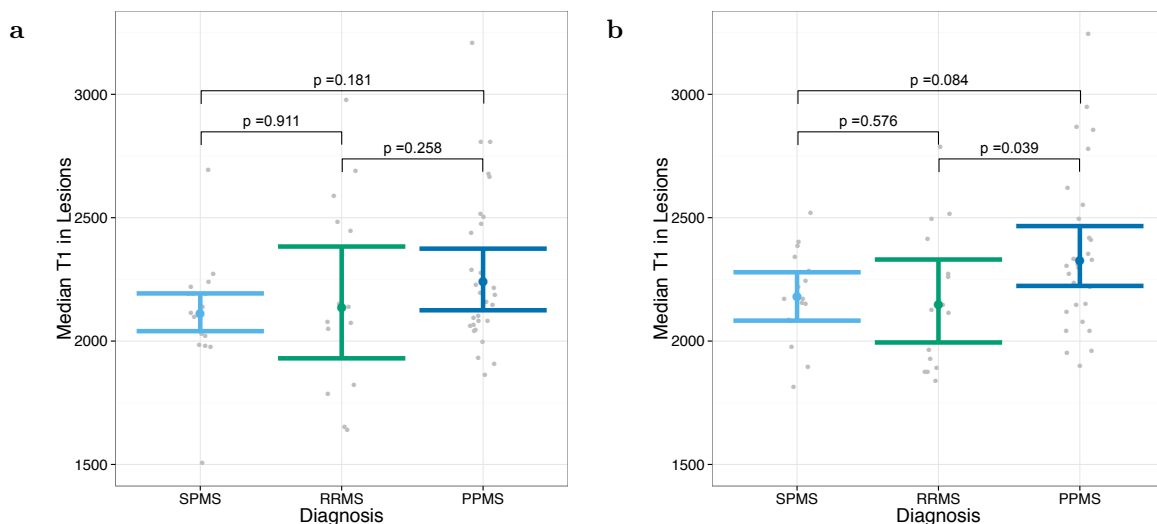 a
Median T1 in Lesions
3000
2500
2000
1500
p =0.181
p =0.911
p =0.258
SPMS
RRMS
PPMS
Diagnosis
b
Median T1 in Lesions
3000
2500
2000
1500
p =0.084
p =0.576
p =0.039
SPMS
RRMS
PPMS
Diagnosis